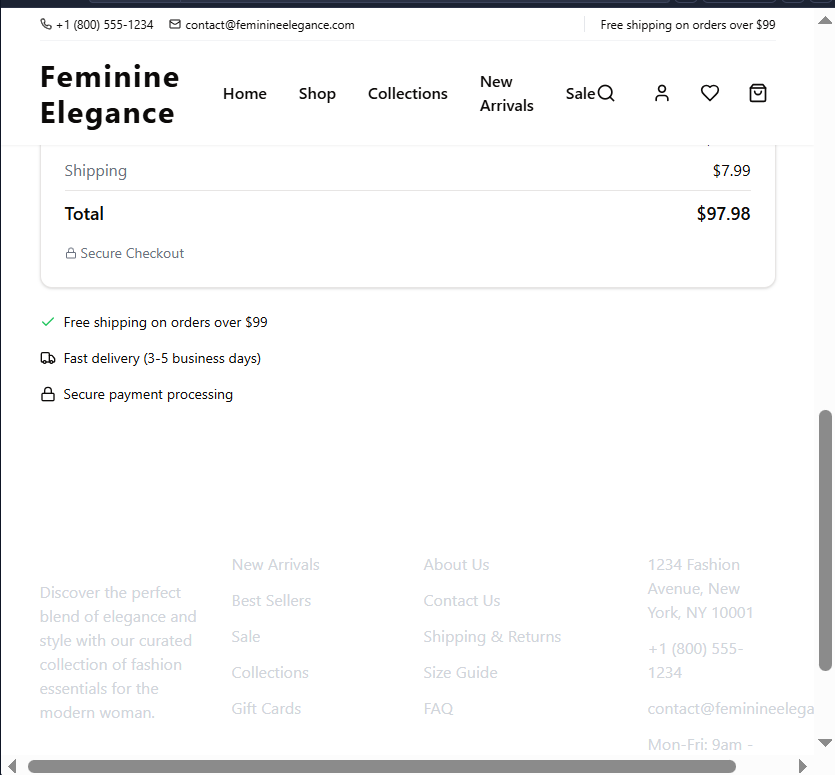 +1 (800) 555-1234 contact@feminineelegance.com Free shipping on orders over $99
Feminine
Elegance
Home Shop Collections New
Arrivals Sale
Shipping $7.99
Total $97.98
Secure Checkout
Free shipping on orders over $99
Fast delivery (3-5 business days)
Secure payment processing
Discover the perfect
blend of elegance and
style with our curated
collection of fashion
essentials for the
modern woman.
New Arrivals
Best Sellers
Sale
Collections
Gift Cards
About Us
Contact Us
Shipping & Returns
Size Guide
FAQ
1234 Fashion
Avenue, New
York, NY 10001
+1 (800) 555-
1234
contact@feminineelega
Mon-Fri: 9am -